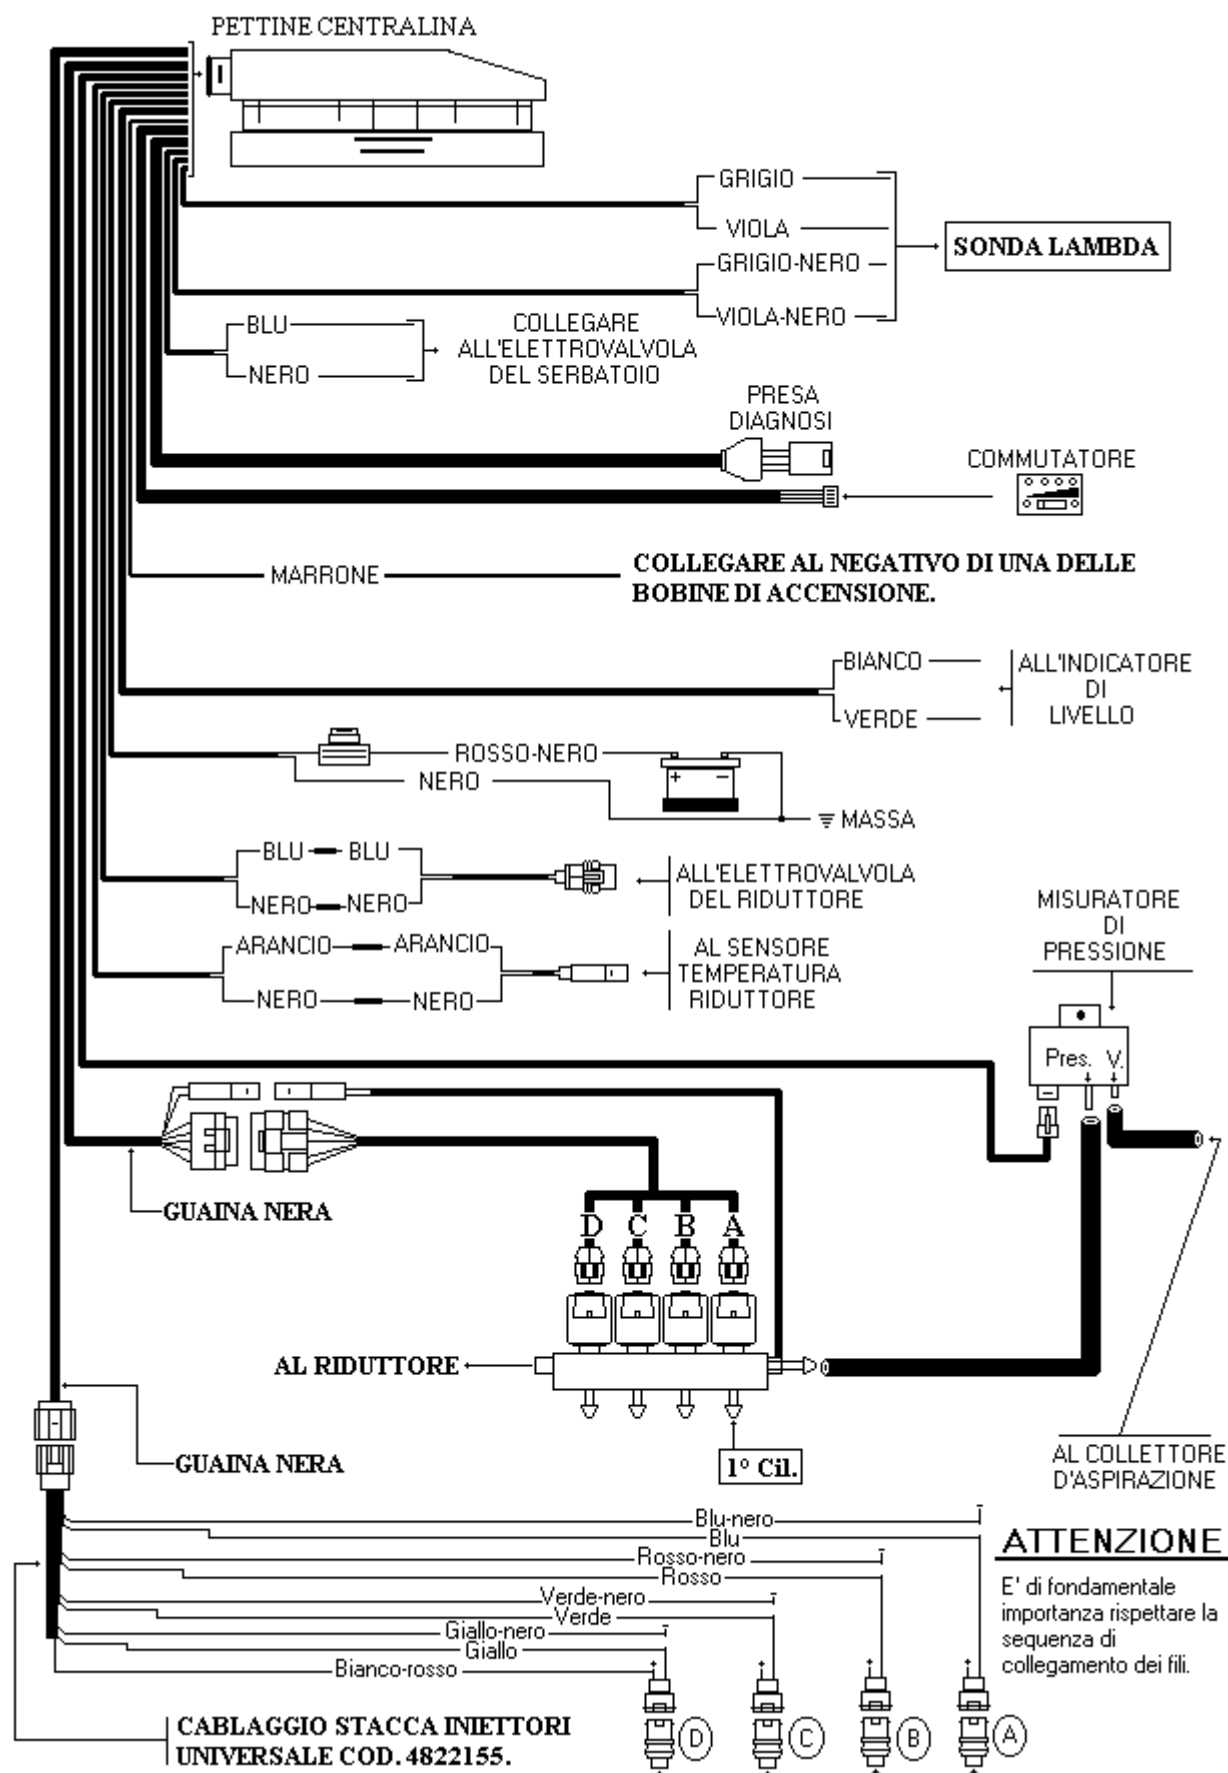 PETTINE CENTRALINA
GRIGIO
VIOLA
SONDA LAMBDA
GRIGIO-NERO
VIOLA-NERO
BLU
NERO
COLLEGARE
ALL'ELETTROVALVOLA
DEL SERBATOIO
PRESA
DIAGNOSI
COMMUTATORE
MARRONE
COLLEGARE AL NEGATIVO DI UNA DELLE
BOBINE DI ACCENSIONE.
BIANCO
VERDE
ALL'INDICATORE
DI
LIVELLO
ROSSO-NERO
NERO
+ −
MASSA
BLU BLU
NERO NERO
ALL'ELETTROVALVOLA
DEL RIDUTTORE
ARANCIO ARANCIO
NERO NERO
AL SENSORE
TEMPERATURA
RIDUTTORE
MISURATORE
DI
PRESSIONE
Pres. V.
GUAINA NERA
D C B A
AL RIDUTTORE
1° Cil.
GUAINA NERA
AL COLLETTORE
D'ASPIRAZIONE
Blu-nero
Blu
Rosso-nero
Rosso
Verde-nero
Verde
Giallo-nero
Giallo
Bianco-rosso
ATTENZIONE
E' di fondamentale
importanza rispettare la
sequenza di
collegamento dei fili.
CABLAGGIO STACCA INIETTORI
UNIVERSALE COD. 4822155.
D C B A